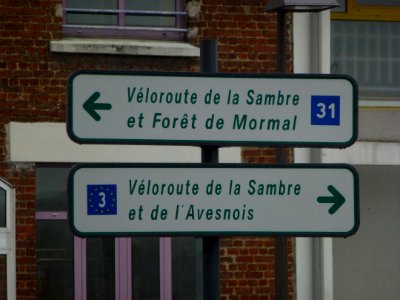 Véloroute de la Sambre
et Forêt de Mormal
31
3
Véloroute de la Sambre
et de l'Avesnois